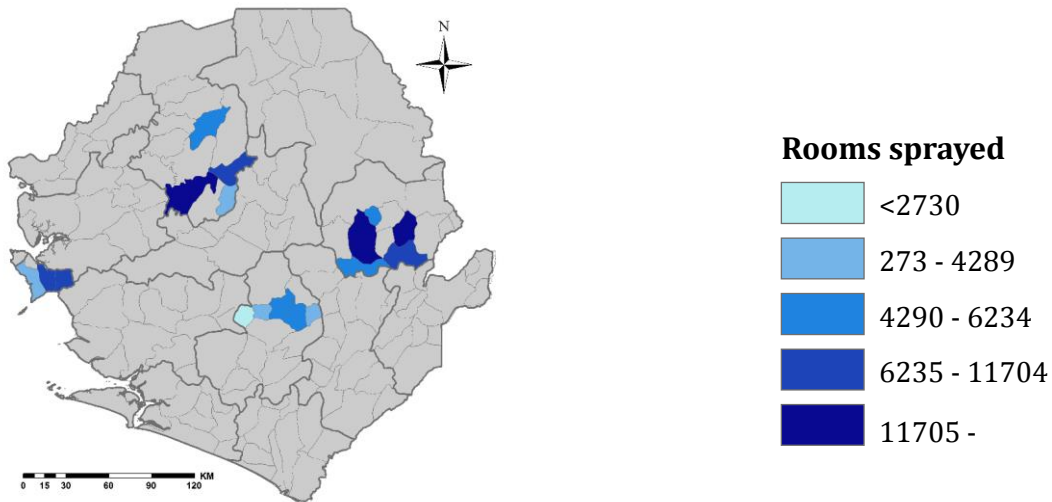 N
Rooms sprayed
<2730
273 - 4289
4290 - 6234
6235 - 11704
11705 -
KM
0 15 30 60 90 120